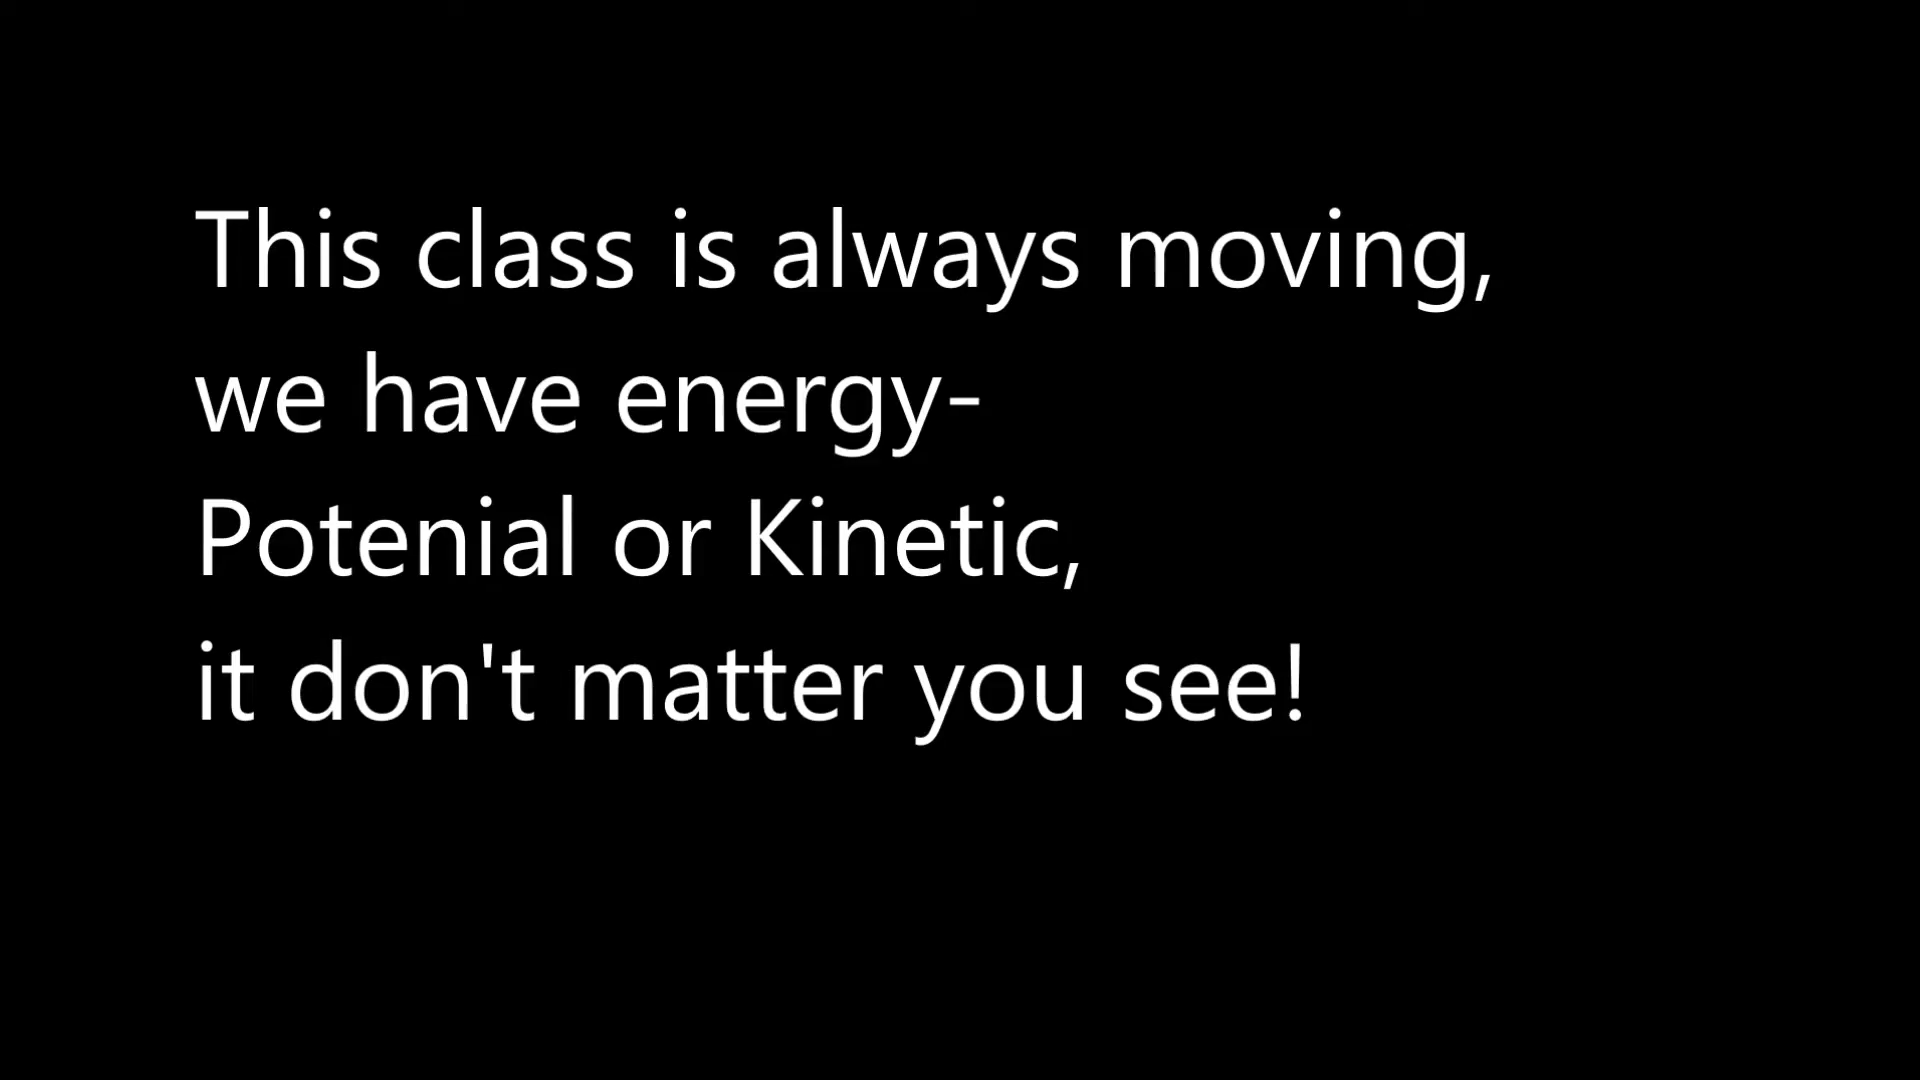 This class is always moving,
we have energy-
Potenial or Kinetic,
it don't matter you see!